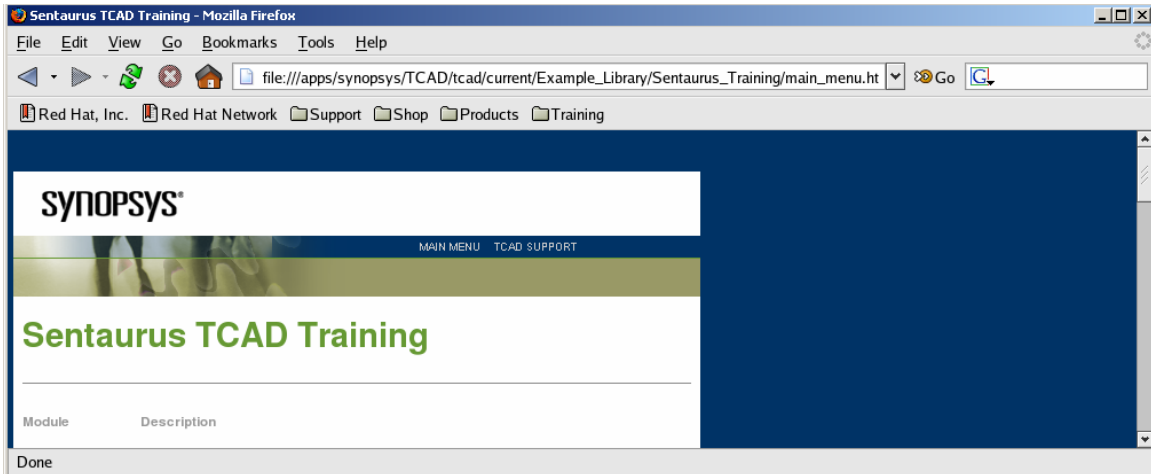 Sentaurus TCAD Training - Mozilla Firefox
File Edit View Go Bookmarks Tools Help
file:///apps/synopsys/TCAD/tcad/current/Example_Library/Sentaurus_Training/main_menu.ht Go G
Red Hat, Inc. Red Hat Network Support Shop Products Training
SYNOPSYS®
MAIN MENU TCAD SUPPORT
Sentaurus TCAD Training
Module Description
Done